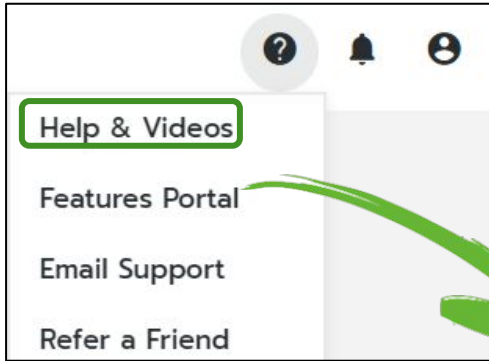 Help & Videos
Features Portal
Email Support
Refer a Friend